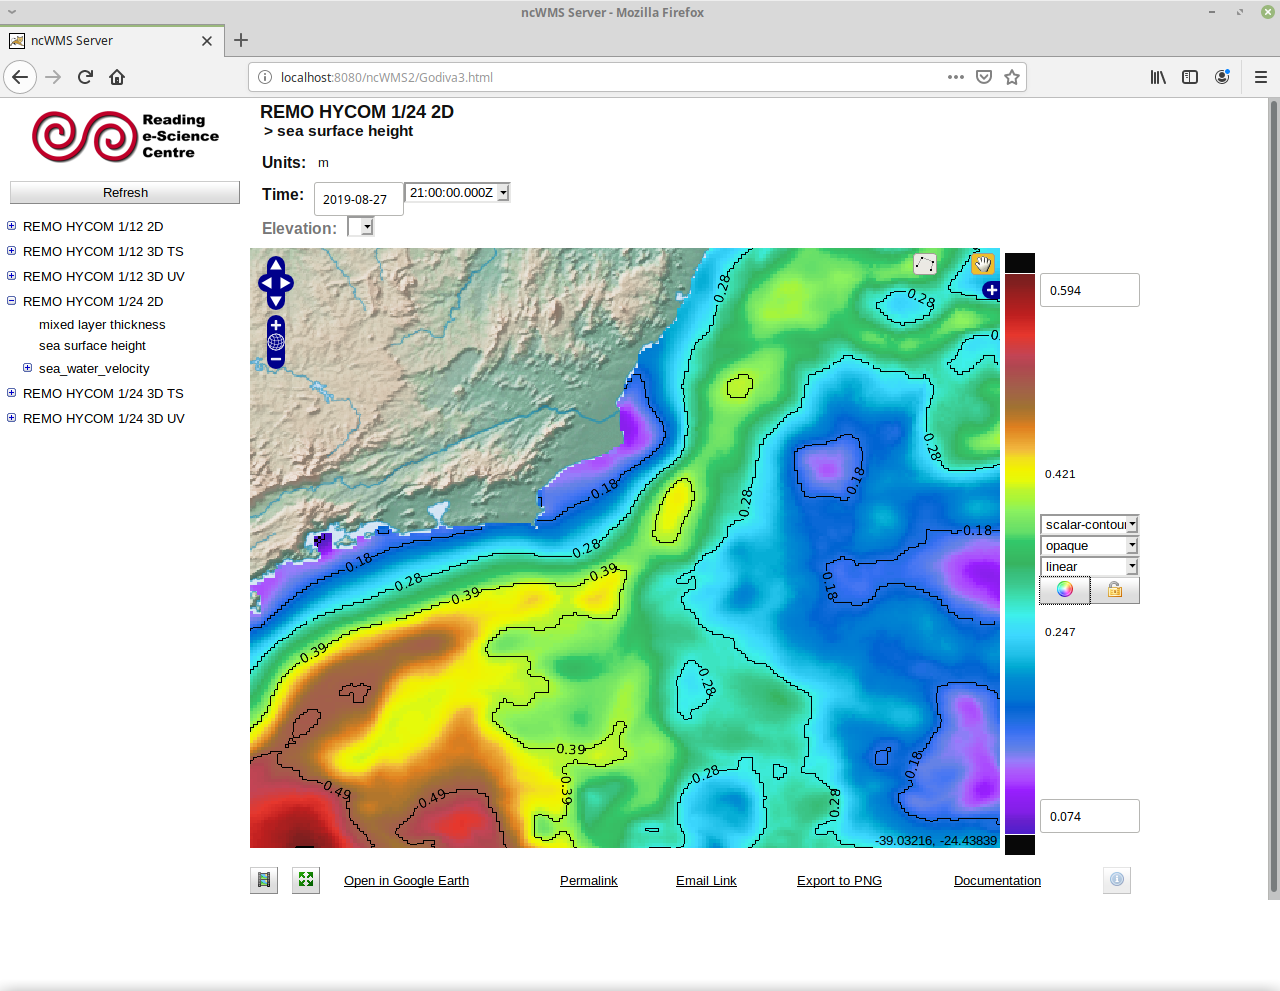 ncWMS Server - Mozilla Firefox
ncWMS Server
localhost:8080/ncWMS2/Godiva3.html
Reading
e-Science
Centre
Refresh
REMO HYCOM 1/12 2D
REMO HYCOM 1/12 3D TS
REMO HYCOM 1/12 3D UV
REMO HYCOM 1/24 2D
mixed layer thickness
sea surface height
sea_water_velocity
REMO HYCOM 1/24 3D TS
REMO HYCOM 1/24 3D UV
REMO HYCOM 1/24 2D
> sea surface height
Units: m
Time: 2019-08-27 21:00:00.000Z
Elevation:
0.28
0.28
0.28
0.18
0.18
0.28
0.18
0.28
0.18
0.39
0.28
0.18
0.39
0.39
0.28
0.39
0.18
0.28
0.49
0.49
0.39
0.28
-39.03216, -24.43839
0.594
0.421
scalar-contour
opaque
linear
0.247
0.074
Open in Google Earth
Permalink
Email Link
Export to PNG
Documentation